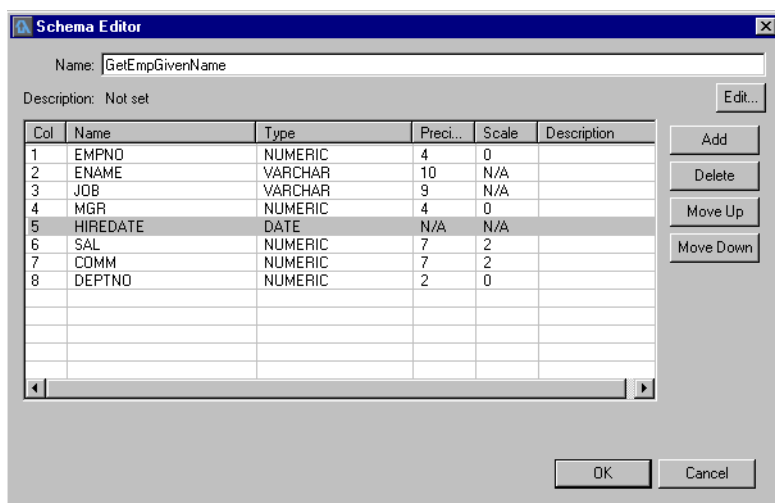 Schema Editor
Name: GetEmpGivenName
Description: Not set Edit...
Col Name Type Preci... Scale Description
1 EMPNO NUMERIC 4 0
2 ENAME VARCHAR 10 N/A
3 JOB VARCHAR 9 N/A
4 MGR NUMERIC 4 0
5 HIREDATE DATE N/A N/A
6 SAL NUMERIC 7 2
7 COMM NUMERIC 7 2
8 DEPTNO NUMERIC 2 0
Add
Delete
Move Up
Move Down
OK Cancel